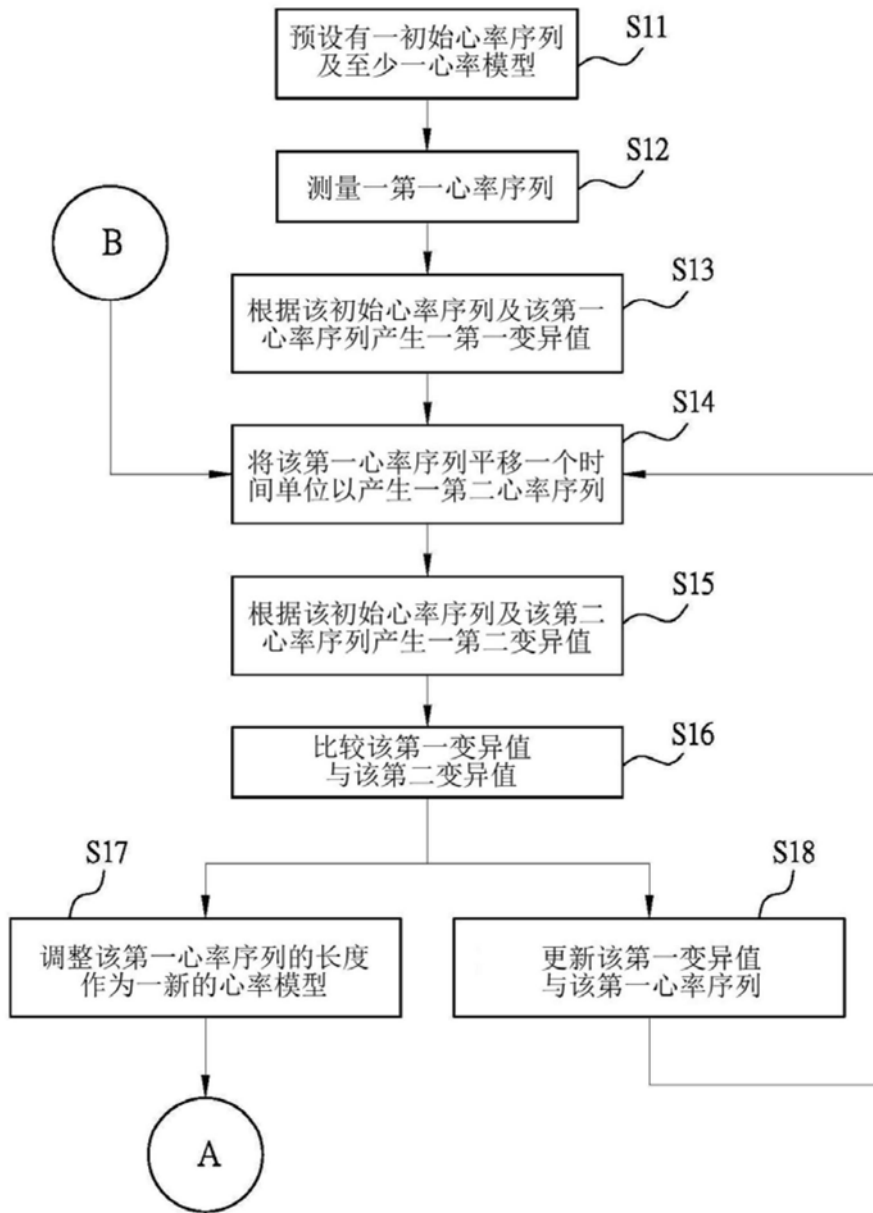 预设有一初始心率序列
及至少一心率模型
S11
测量一第一心率序列
S12
B
根据该初始心率序列及该第一
心率序列产生一第一变异值
S13
将该第一心率序列平移一个时
间单位以产生一第二心率序列
S14
根据该初始心率序列及该第二
心率序列产生一第二变异值
S15
比较该第一变异值
与该第二变异值
S16
S17
调整该第一心率序列的长度
作为一新的心率模型
S18
更新该第一变异值
与该第一心率序列
A